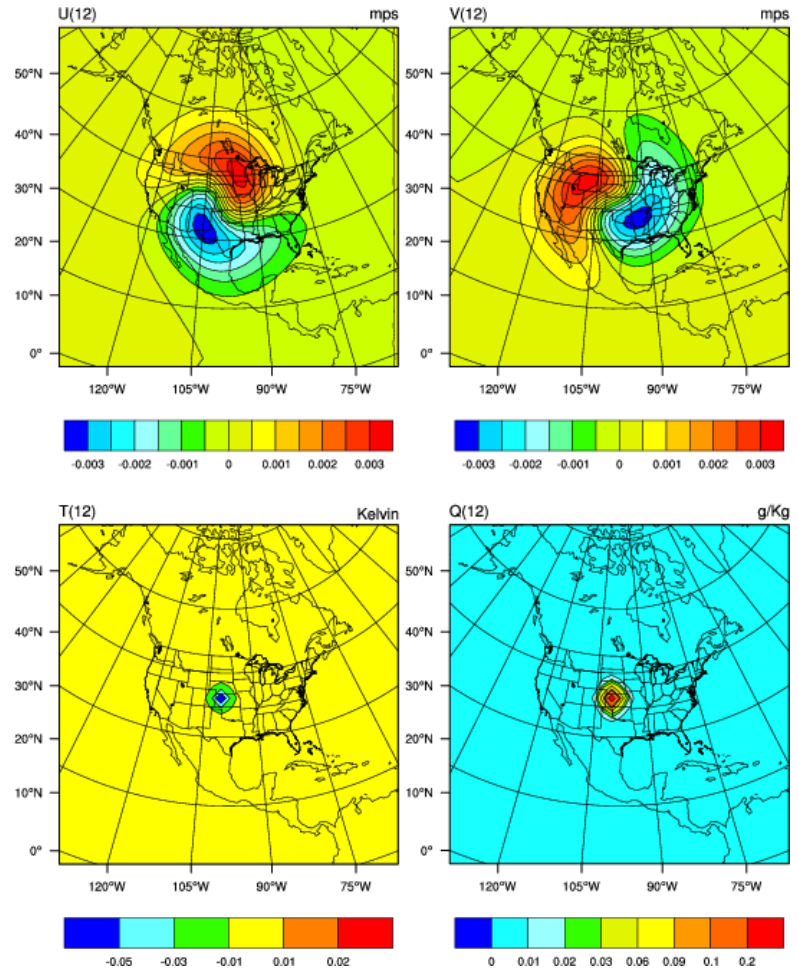 U(12) mps V(12) mps
50°N 50°N
40°N 40°N
30°N 30°N
20°N 20°N
10°N 10°N
0° 0°
120°W 105°W 90°W 75°W 120°W 105°W 90°W 75°W
-0.003 -0.002 -0.001 0 0.001 0.002 0.003 -0.003 -0.002 -0.001 0 0.001 0.002 0.003
T(12) Kelvin Q(12) g/Kg
50°N 50°N
40°N 40°N
30°N 30°N
20°N 20°N
10°N 10°N
0° 0°
120°W 105°W 90°W 75°W 120°W 105°W 90°W 75°W
-0.05 -0.03 -0.01 0.01 0.02 0 0.01 0.02 0.03 0.06 0.09 0.1 0.2